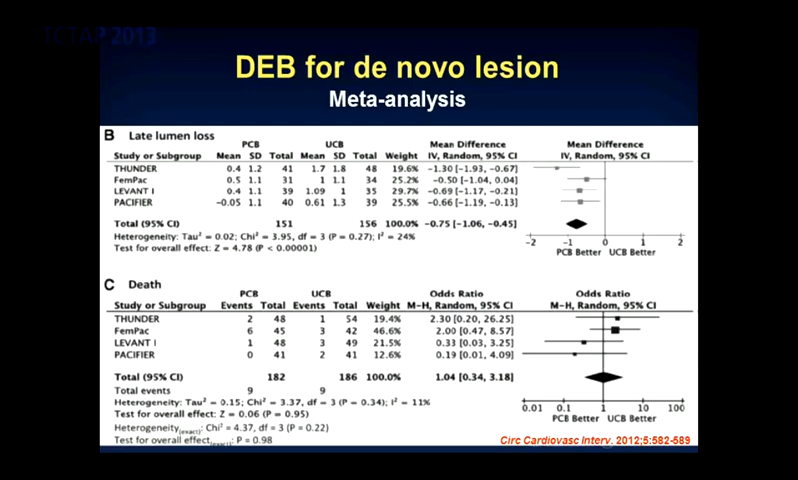 TCTAP 2013
DEB for de novo lesion
Meta-analysis
B Late lumen loss
PCB UCB Mean Difference Mean Difference
Study or Subgroup Mean SD Total Mean SD Total Weight IV, Random, 95% CI IV, Random, 95% CI
THUNDER 0.4 1.2 41 1.7 1.8 48 19.6% -1.30 [-1.93, -0.67]
FemPac 0.5 1.1 31 1 1.1 34 25.2% -0.50 [-1.04, 0.04]
LEVANT I 0.4 1.1 39 1.09 1 35 29.7% -0.69 [-1.17, -0.21]
PACIFIER -0.05 1.1 40 0.61 1.3 39 25.5% -0.66 [-1.19, -0.13]
Total (95% CI) 151 156 100.0% -0.75 [-1.06, -0.45]
Heterogeneity: Tau² = 0.02; Chi² = 3.95, df = 3 (P = 0.27); I² = 24%
Test for overall effect: Z = 4.78 (P < 0.00001)
-2 -1 0 1 2
PCB Better UCB Better
C Death
PCB UCB Odds Ratio Odds Ratio
Study or Subgroup Events Total Events Total Weight M-H, Random, 95% CI M-H, Random, 95% CI
THUNDER 2 48 1 54 19.4% 2.30 [0.20, 26.25]
FemPac 6 45 3 42 46.6% 2.00 [0.47, 8.57]
LEVANT I 1 48 3 49 21.5% 0.33 [0.03, 3.25]
PACIFIER 0 41 2 41 12.6% 0.19 [0.01, 4.09]
Total (95% CI) 182 186 100.0% 1.04 [0.34, 3.18]
Total events 9 9
Heterogeneity: Tau² = 0.15; Chi² = 3.37, df = 3 (P = 0.34); I² = 11%
Test for overall effect: Z = 0.06 (P = 0.95)
Heterogeneity(exact): Chi² = 4.37, df = 3 (P = 0.22)
Test for overall effect(exact): P = 0.98
0.01 0.1 1 10 100
PCB Better UCB Better
Circ Cardiovasc Interv. 2012;5:582-589